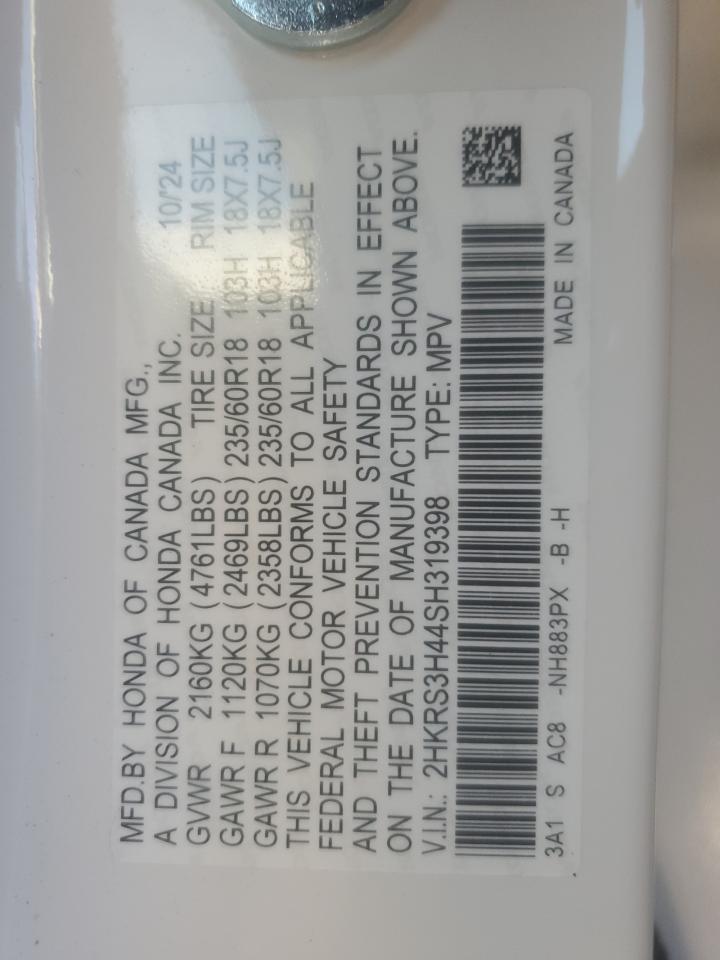 MFD.BY HONDA OF CANADA MFG.,
A DIVISION OF HONDA CANADA INC. 10/'24
GVWR 2160KG (4761LBS) TIRE SIZE RIM SIZE
GAWR F 1120KG (2469LBS) 235/60R18 103H 18X7.5J
GAWR R 1070KG (2358LBS) 235/60R18 103H 18X7.5J
THIS VEHICLE CONFORMS TO ALL APPLICABLE
FEDERAL MOTOR VEHICLE SAFETY
AND THEFT PREVENTION STANDARDS IN EFFECT
ON THE DATE OF MANUFACTURE SHOWN ABOVE.
V.I.N.: 2HKRS3H44SH319398 TYPE: MPV
3A1 S AC8 -NH883PX -B -H MADE IN CANADA